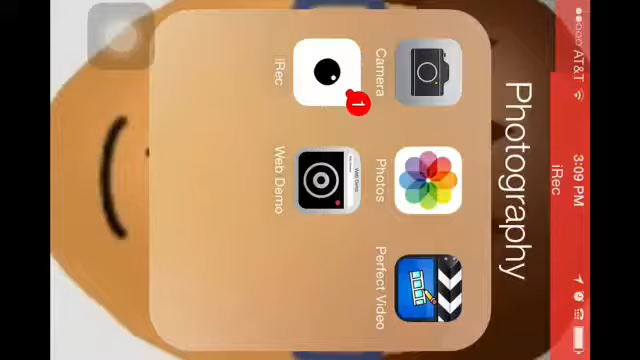 AT&T 3:09 PM
iRec
Photography
Camera Photos Perfect Video
1
iRec Web Demo